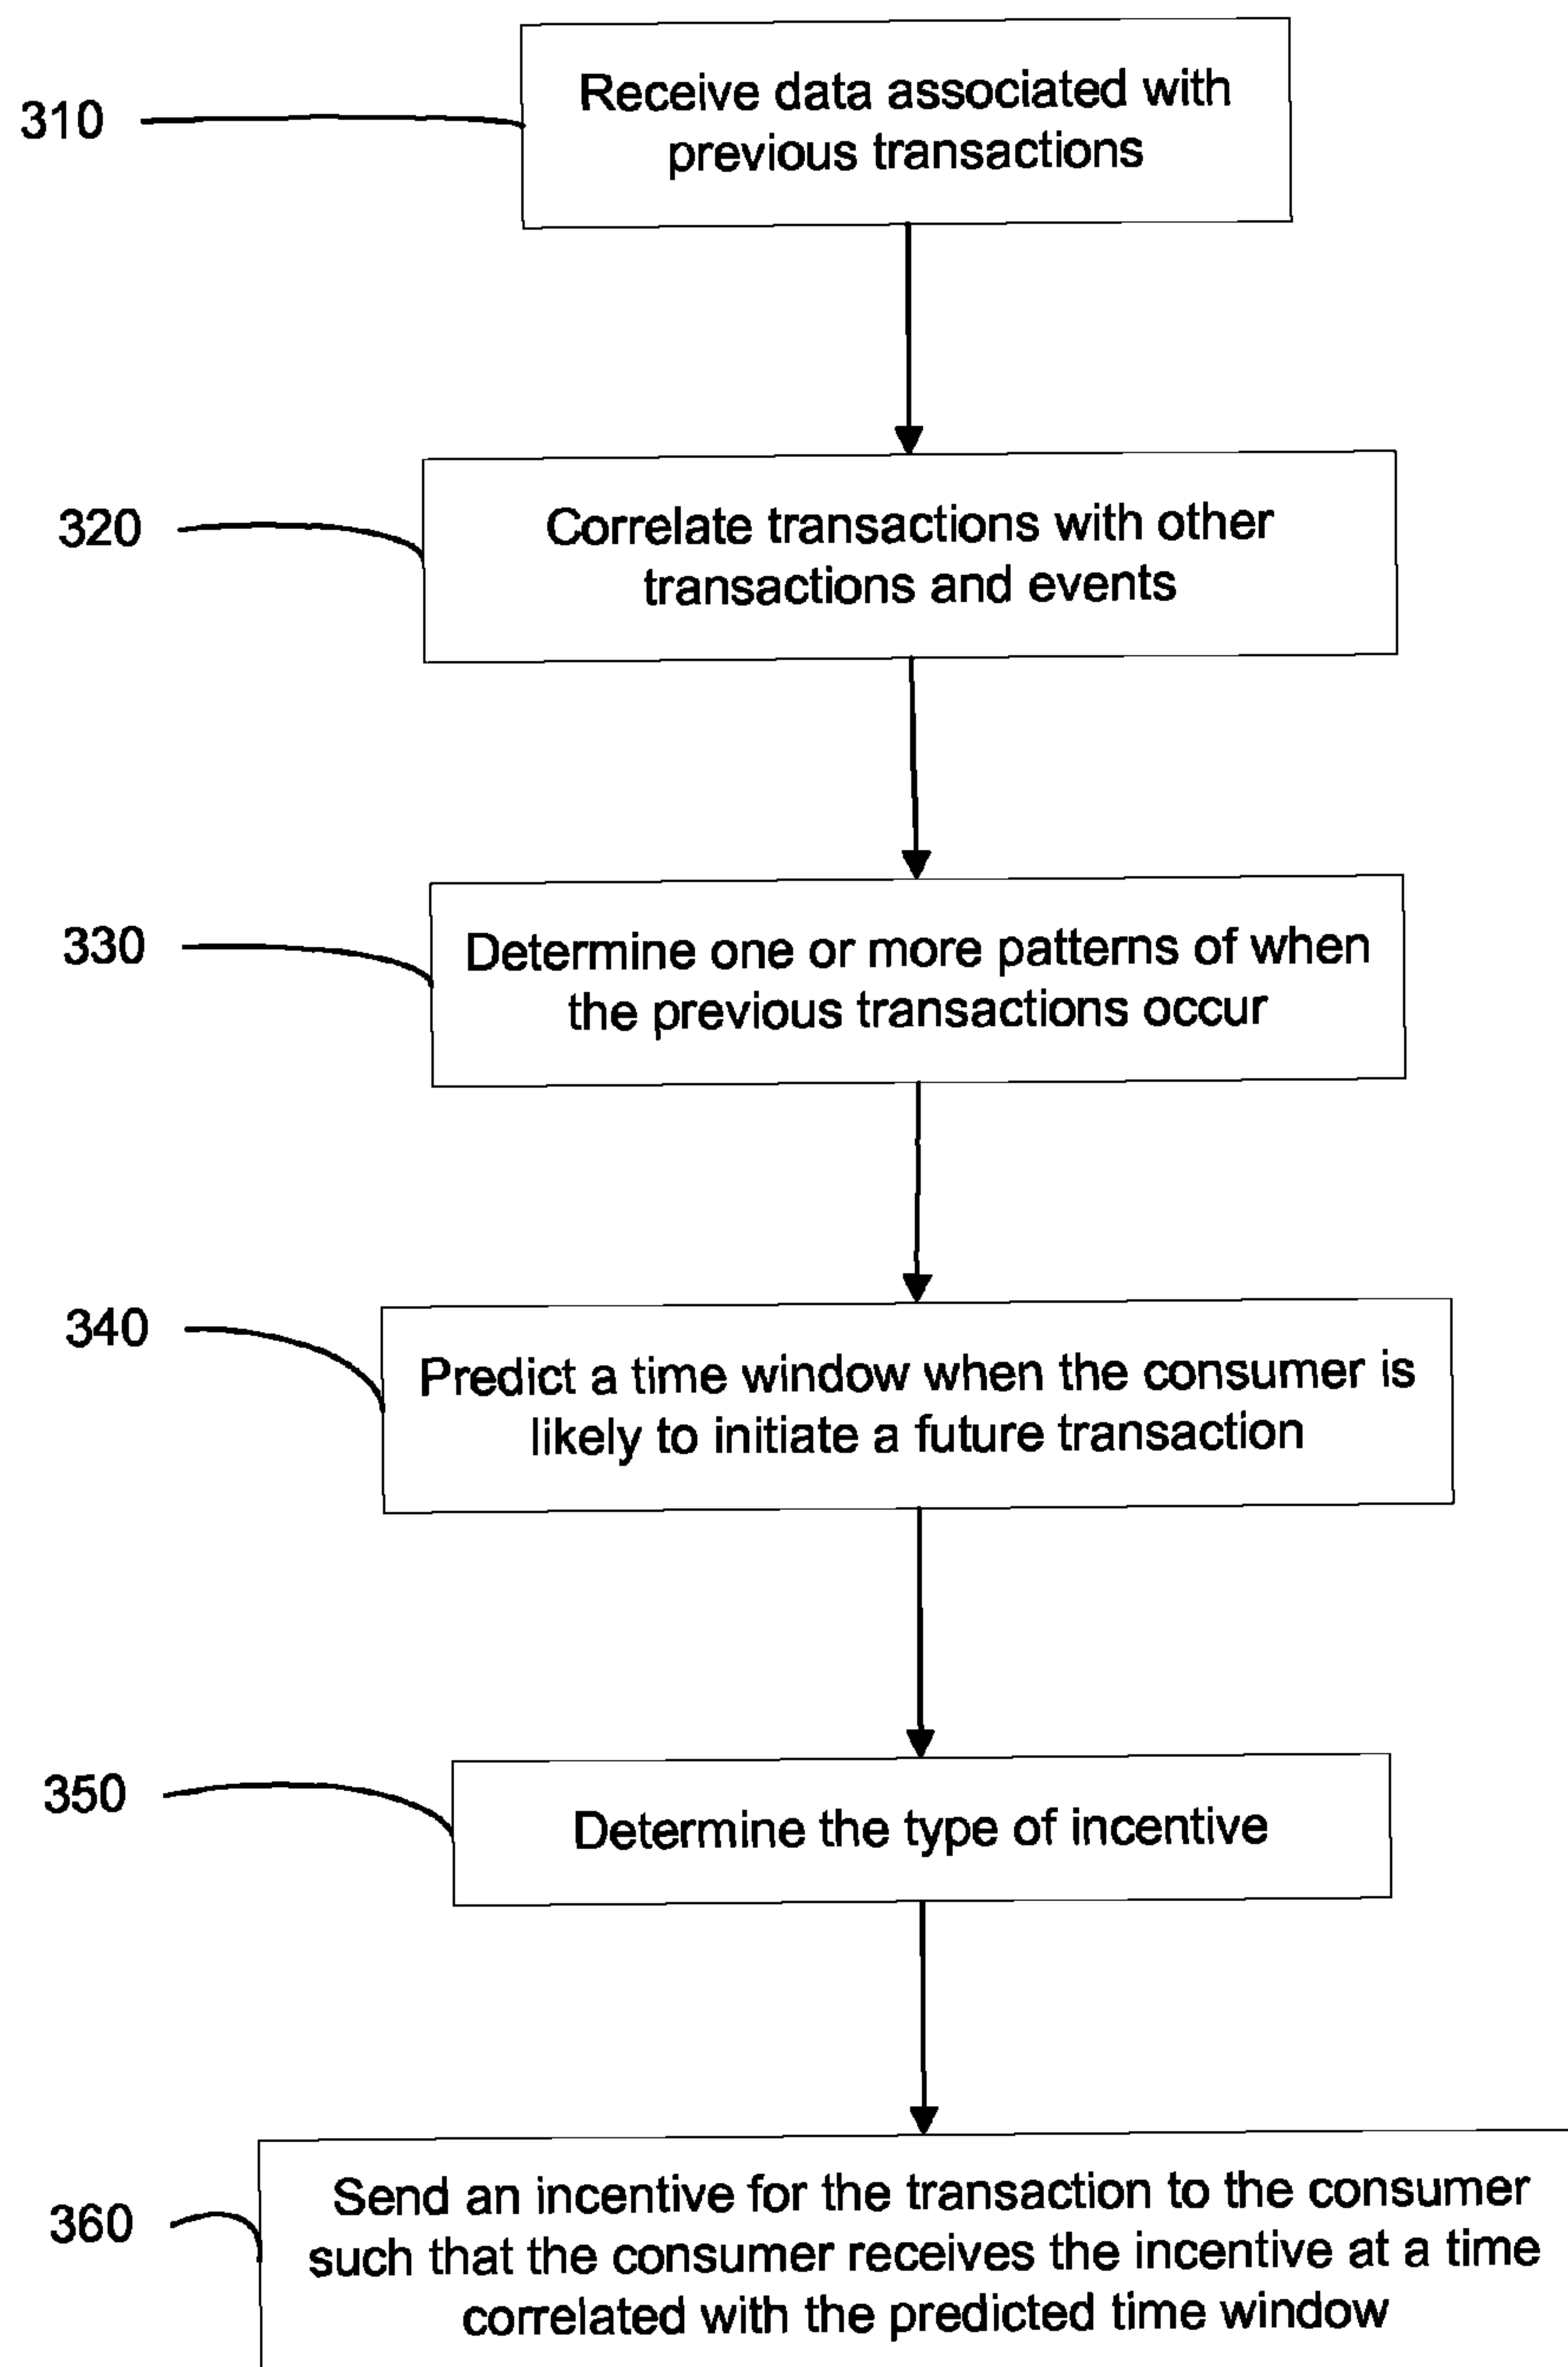 310
Receive data associated with
previous transactions
320
Correlate transactions with other
transactions and events
330
Determine one or more patterns of when
the previous transactions occur
340
Predict a time window when the consumer is
likely to initiate a future transaction
350
Determine the type of incentive
360
Send an incentive for the transaction to the consumer
such that the consumer receives the incentive at a time
correlated with the predicted time window